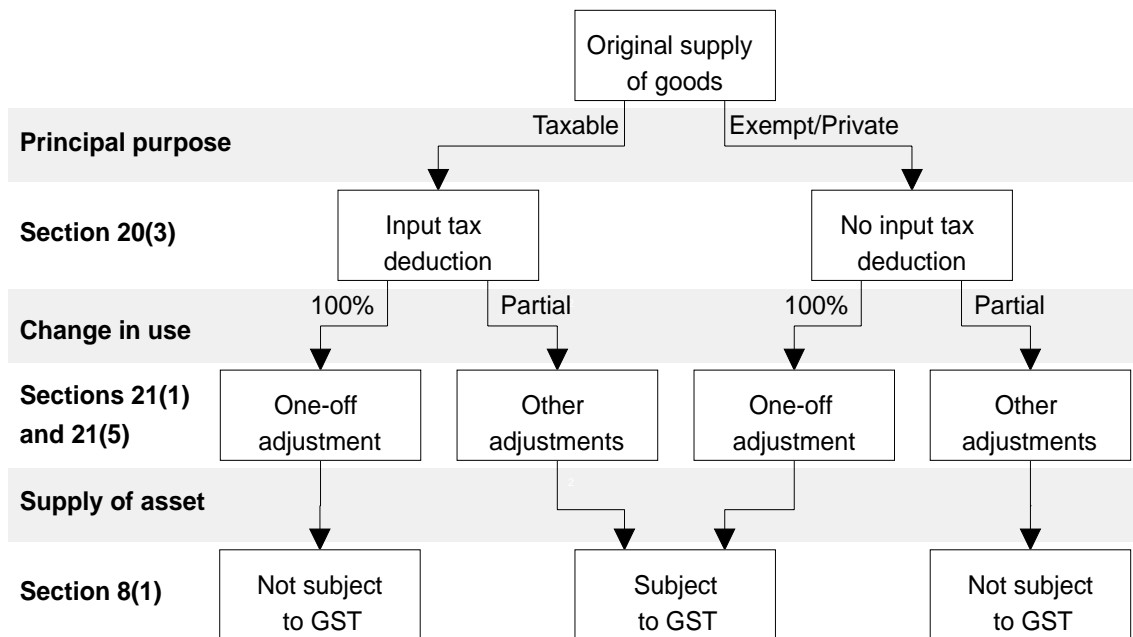 Original supply
of goods
Taxable
Exempt/Private
Principal purpose
Section 20(3)
Input tax
deduction
No input tax
deduction
100%
Partial
100%
Partial
Change in use
Sections 21(1)
and 21(5)
One-off
adjustment
Other
adjustments
One-off
adjustment
Other
adjustments
2
Supply of asset
Section 8(1)
Not subject
to GST
Subject
to GST
Not subject
to GST